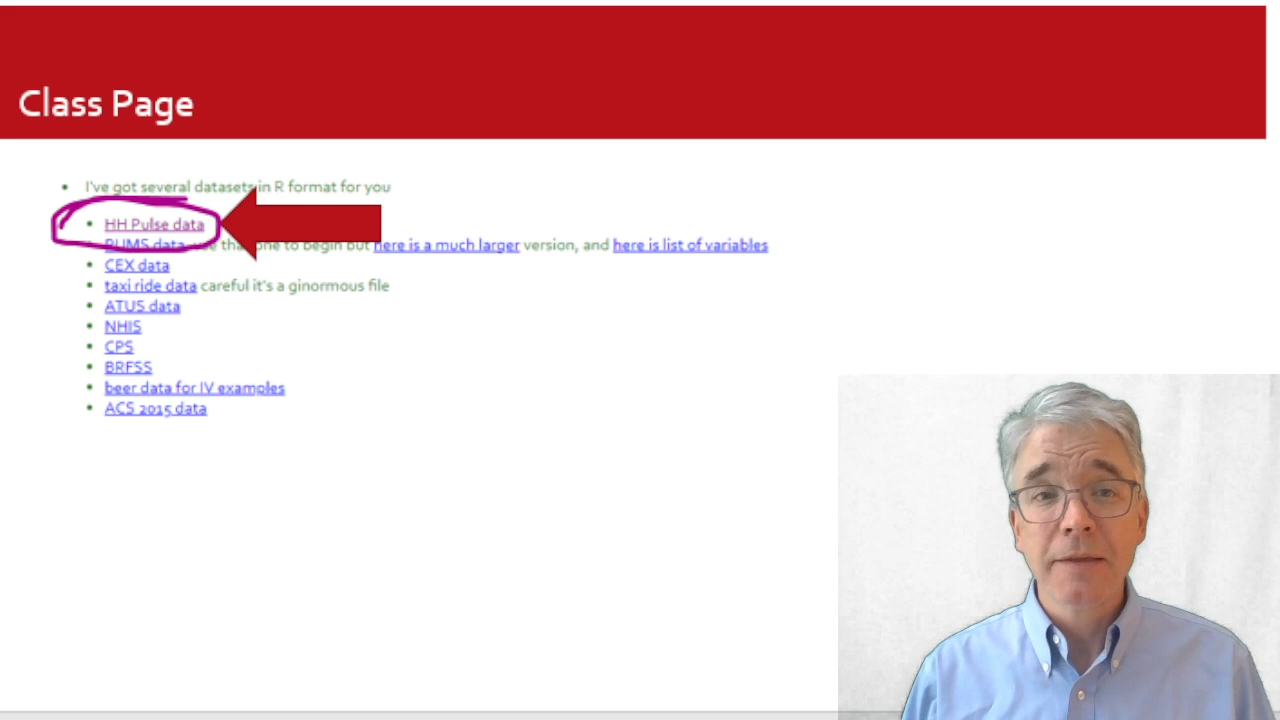 Class Page
• I've got several datasets in R format for you
• HH Pulse data
PUMS data, use that one to begin but here is a much larger version, and here is list of variables
• CEX data
• taxi ride data careful it's a ginormous file
• ATUS data
• NHIS
• CPS
• BRFSS
• beer data for IV examples
• ACS 2015 data